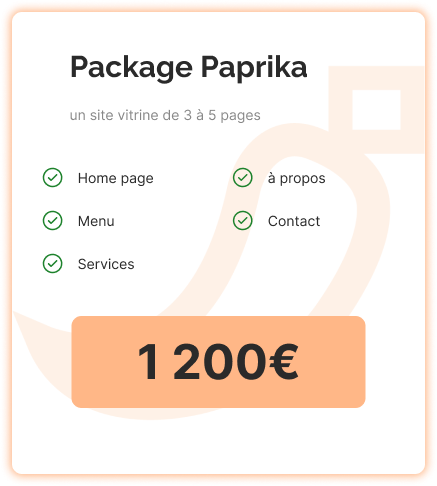 Package Paprika
un site vitrine de 3 à 5 pages
Home page
à propos
Menu
Contact
Services
1 200€